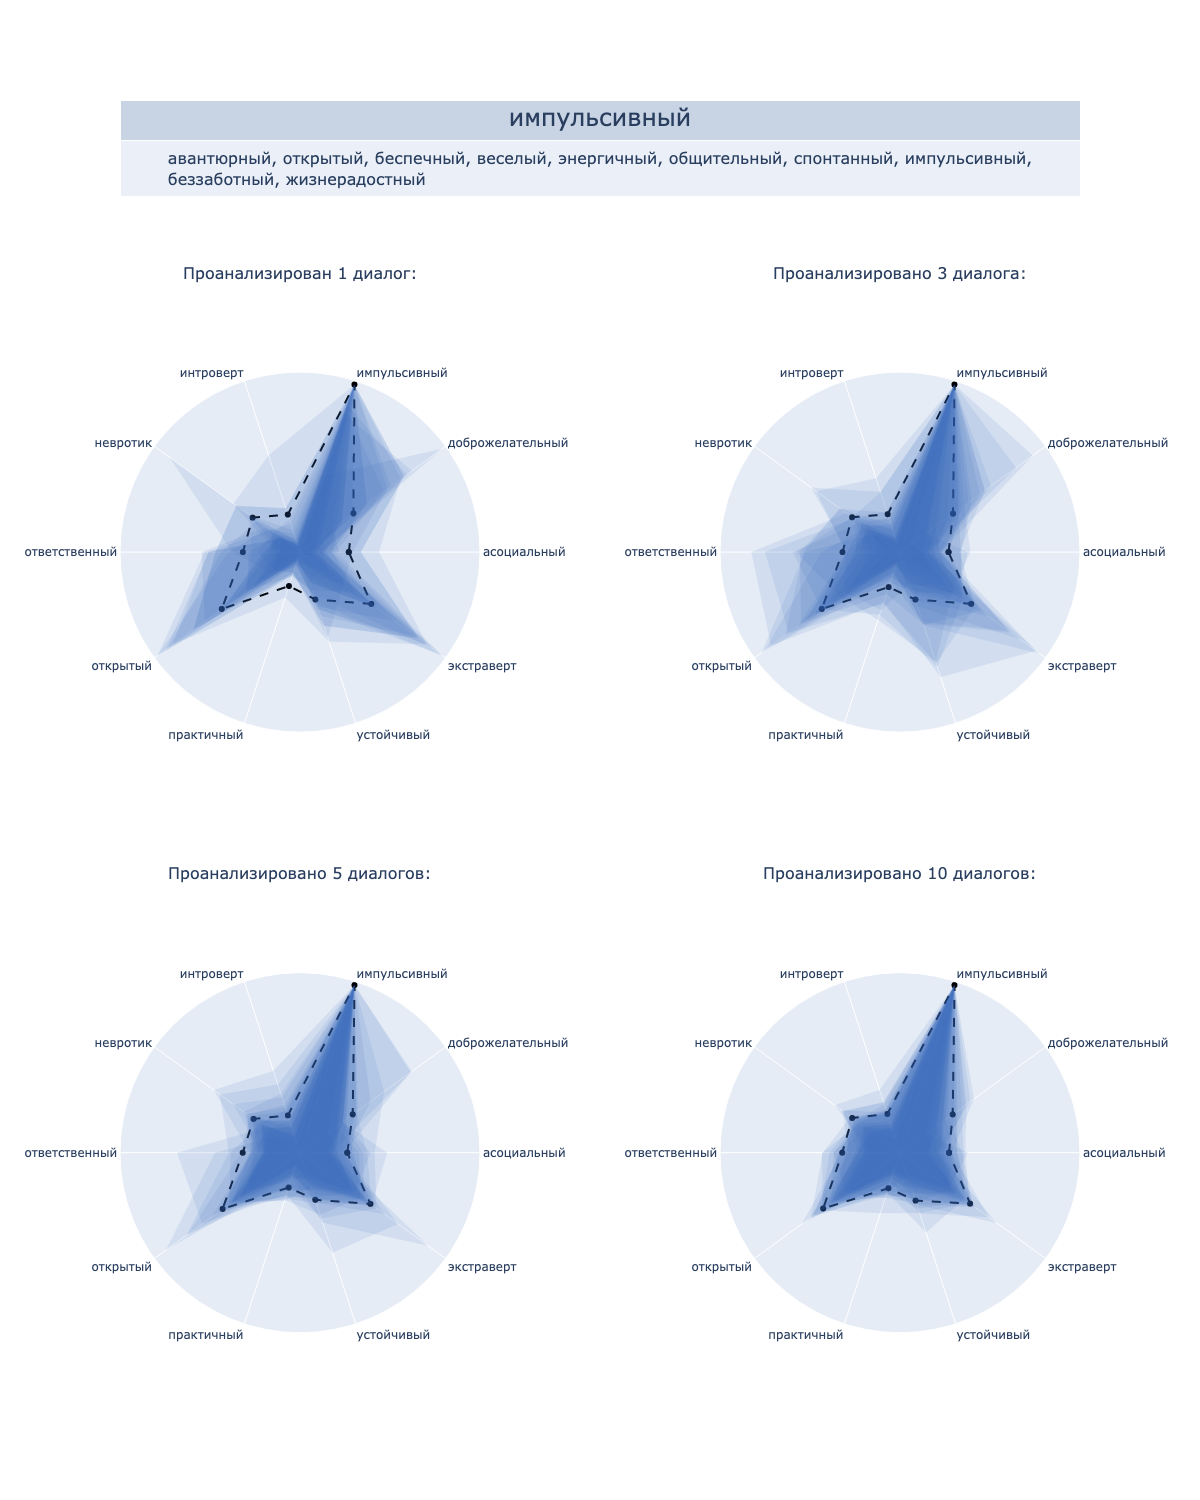 импульсивный
авантюрный, открытый, беспечный, веселый, энергичный, общительный, спонтанный, импульсивный,
беззаботный, жизнерадостный
Проанализирован 1 диалог:
интроверт
импульсивный
невротик
доброжелательный
ответственный
асоциальный
открытый
экстраверт
практичный
устойчивый
Проанализировано 3 диалога:
интроверт
импульсивный
невротик
доброжелательный
ответственный
асоциальный
открытый
экстраверт
практичный
устойчивый
Проанализировано 5 диалогов:
интроверт
импульсивный
невротик
доброжелательный
ответственный
асоциальный
открытый
экстраверт
практичный
устойчивый
Проанализировано 10 диалогов:
интроверт
импульсивный
невротик
доброжелательный
ответственный
асоциальный
открытый
экстраверт
практичный
устойчивый